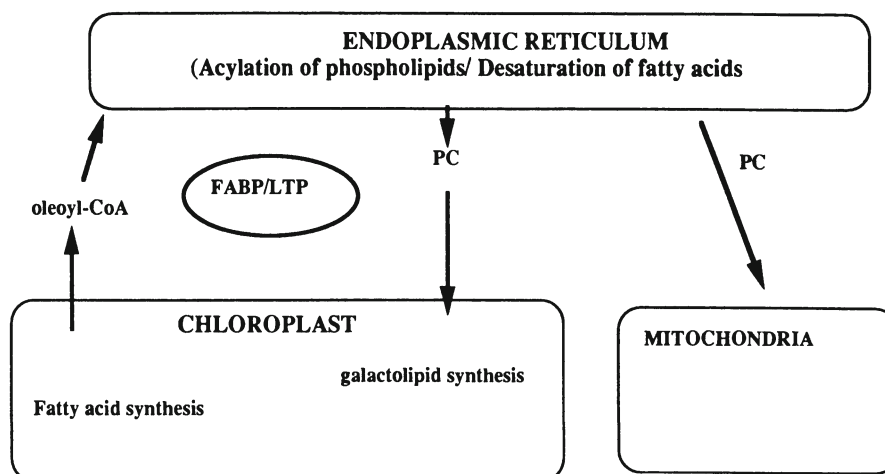 ENDOPLASMIC RETICULUM
(Acylation of phospholipids/ Desaturation of fatty acids
PC
PC
FABP/LTP
oleoyl-CoA
CHLOROPLAST
MITOCHONDRIA
galactolipid synthesis
Fatty acid synthesis